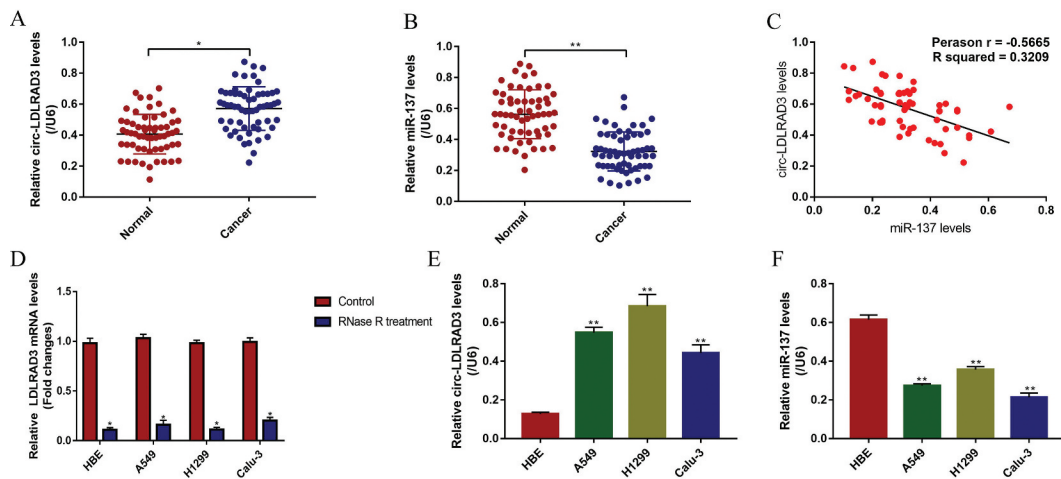 A
Relative circ-LDLRAD3 levels
(/U6)
1.0
0.8
0.6
0.4
0.2
0.0
*
Normal
Cancer
B
Relative miR-137 levels
(/U6)
1.0
0.8
0.6
0.4
0.2
0.0
**
Normal
Cancer
C
circ-LDLRAD3 levels
1.0
0.8
0.6
0.4
0.2
0.0
Perason r = -0.5665
R squared = 0.3209
0.0
0.2
0.4
0.6
0.8
miR-137 levels
D
Relative LDLRAD3 mRNA levels
(Fold changes)
1.5
1.0
0.5
0.0
*
*
*
*
HBE
A549
H1299
Calu-3
Control
RNase R treatment
E
Relative circ-LDLRAD3 levels
(/U6)
0.8
0.6
0.4
0.2
0.0
**
**
**
HBE
A549
H1299
Calu-3
F
Relative miR-137 levels
(/U6)
0.8
0.6
0.4
0.2
0.0
**
**
**
HBE
A549
H1299
Calu-3